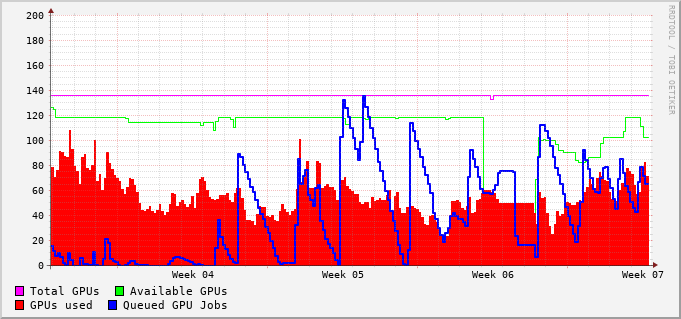 200
180
160
140
120
100
80
60
40
20
0
Week 04 Week 05 Week 06 Week 07
Total GPUs Available GPUs
GPUs used Queued GPU Jobs
RRDTOOL / TOBI OETIKER